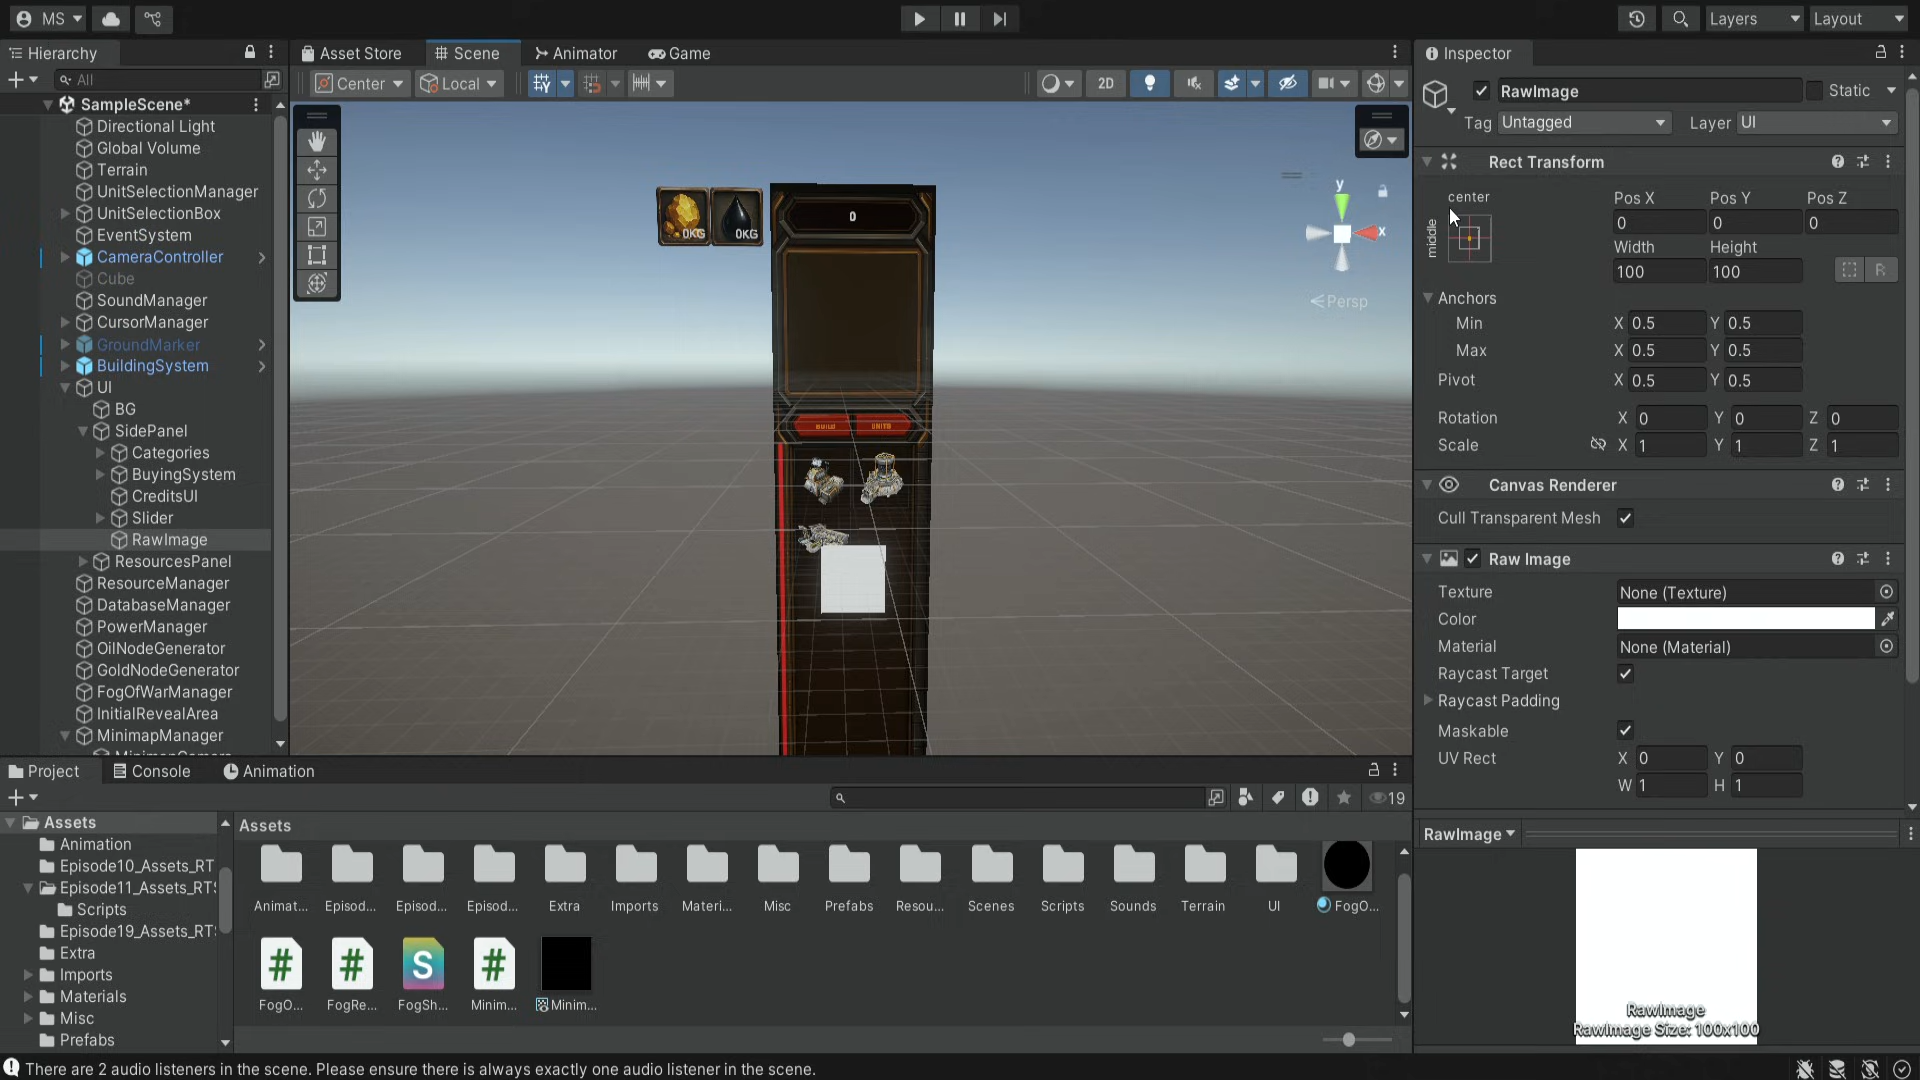 MS
Layers
Layout
Hierarchy
All
SampleScene*
Directional Light
Global Volume
Terrain
UnitSelectionManager
UnitSelectionBox
EventSystem
CameraController
Cube
SoundManager
CursorManager
GroundMarker
BuildingSystem
UI
BG
SidePanel
Categories
BuyingSystem
CreditsUI
Slider
RawImage
ResourcesPanel
ResourceManager
DatabaseManager
PowerManager
OilNodeGenerator
GoldNodeGenerator
FogOfWarManager
InitialRevealArea
MinimapManager
Asset Store
Scene
Animator
Game
Center
Local
2D
0KG
0KG
0
BUILD
UNITS
y
x
Persp
Inspector
RawImage
Static
Tag Untagged
Layer UI
Rect Transform
center
middle
Pos X Pos Y Pos Z
0 0 0
Width Height
100 100
R
Anchors
Min X 0.5 Y 0.5
Max X 0.5 Y 0.5
Pivot X 0.5 Y 0.5
Rotation X 0 Y 0 Z 0
Scale X 1 Y 1 Z 1
Canvas Renderer
Cull Transparent Mesh
Raw Image
Texture None (Texture)
Color
Material None (Material)
Raycast Target
Raycast Padding
Maskable
UV Rect X 0 Y 0
W 1 H 1
RawImage
RawImage
RawImage Size: 100x100
Project
Console
Animation
19
Assets
Animation
Episode10_Assets_RT
Episode11_Assets_RTS
Scripts
Episode19_Assets_RTS
Extra
Imports
Materials
Misc
Prefabs
Assets
Animat...
Episod...
Episod...
Episod...
Extra
Imports
Materi...
Misc
Prefabs
Resou...
Scenes
Scripts
Sounds
Terrain
UI
FogO...
FogO...
FogRe...
FogSh...
Minim...
Minim...
There are 2 audio listeners in the scene. Please ensure there is always exactly one audio listener in the scene.